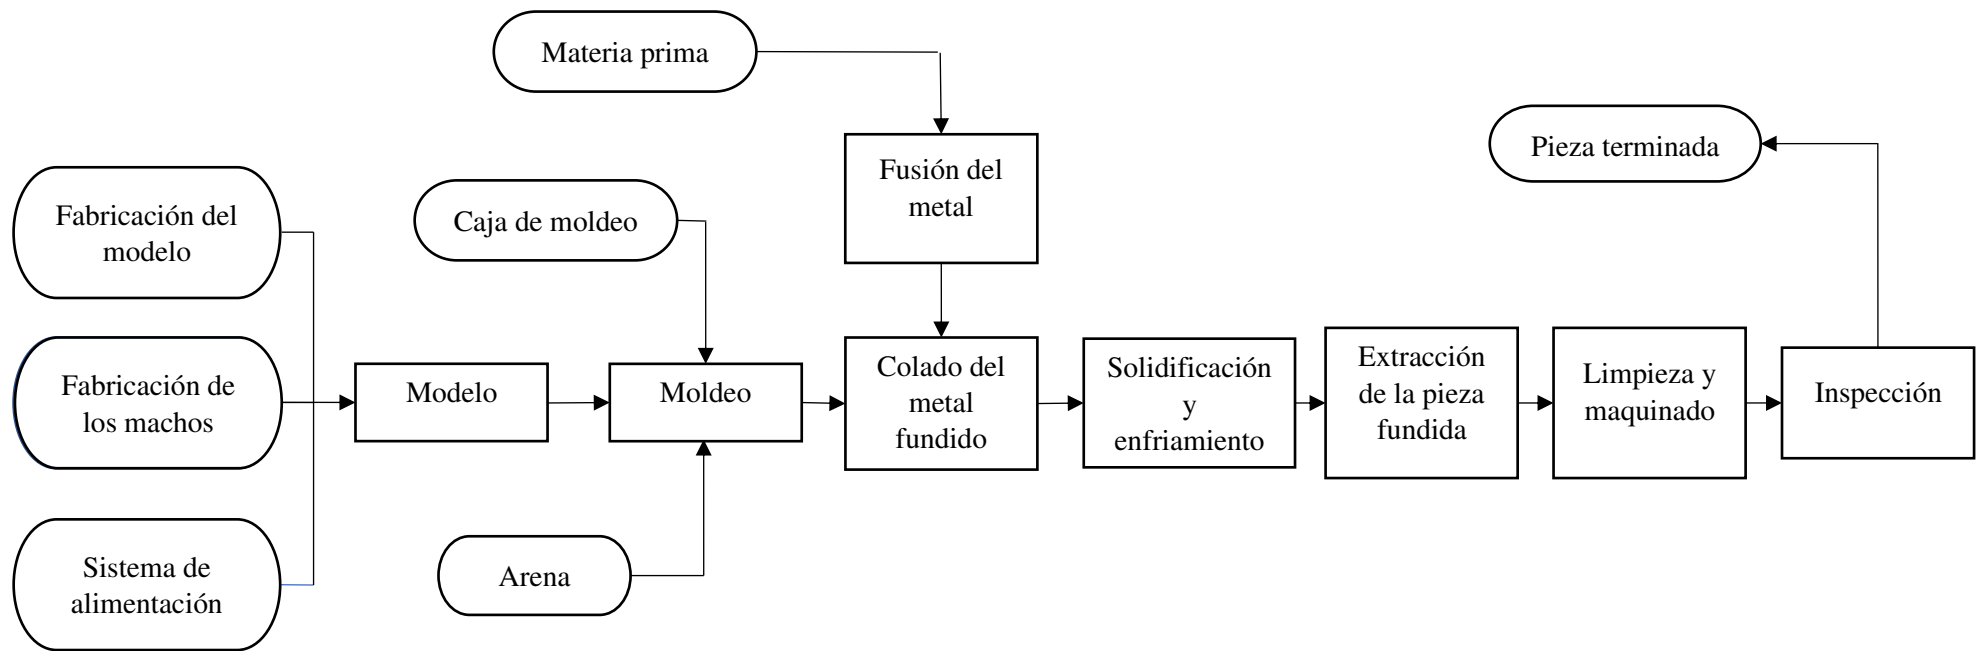 Materia prima
Pieza terminada
Fusión del
metal
Fabricación del
modelo
Caja de moldeo
Fabricación de
los machos
Modelo
Moldeo
Colado del
metal
fundido
Solidificación
y
enfriamiento
Extracción
de la pieza
fundida
Limpieza y
maquinado
Inspección
Sistema de
alimentación
Arena